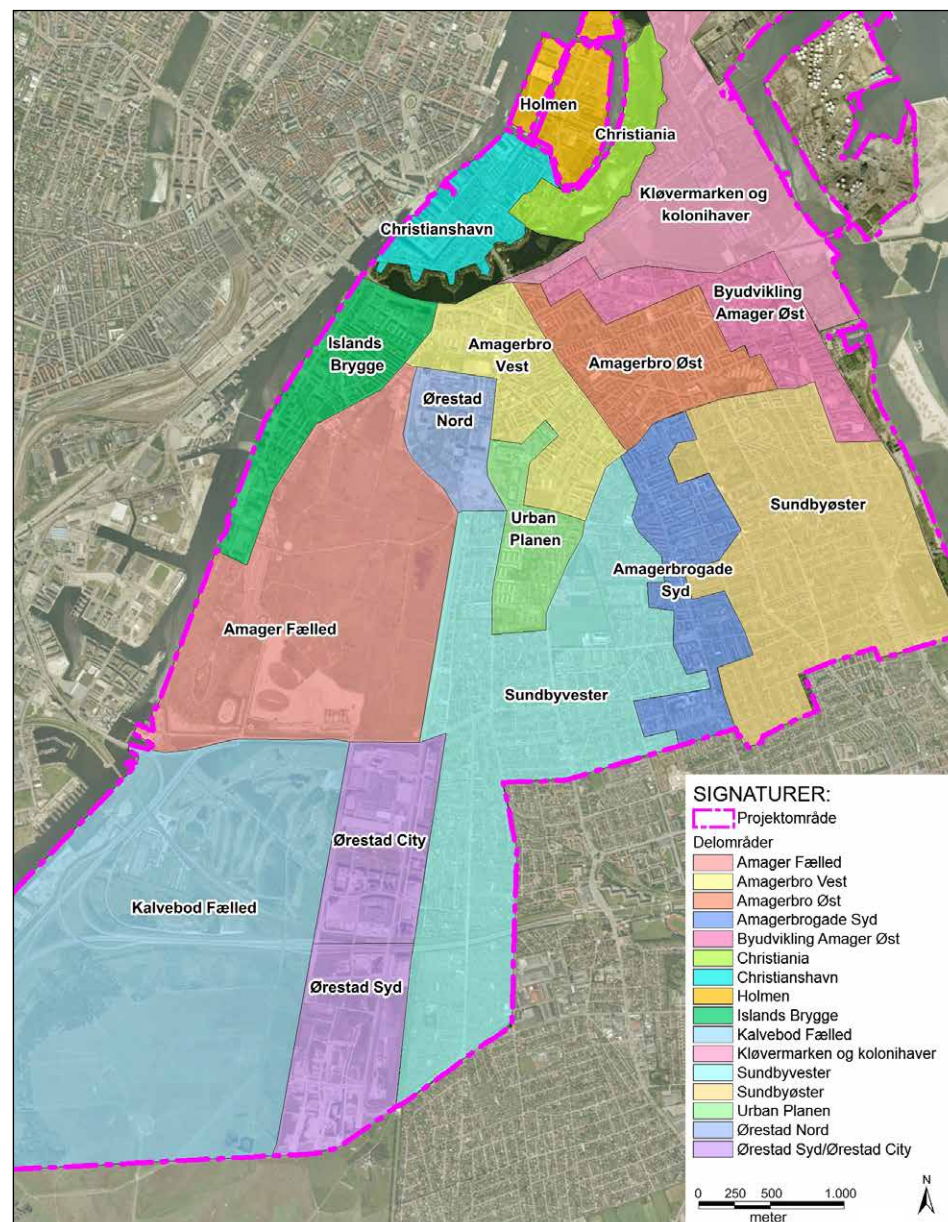 Holmen
Christiania
Kløvermarken og
kolonihaver
Christianshavn
Byudvikling
Amager Øst
Islands
Brygge
Amagerbro
Vest
Amagerbro Øst
Ørestad
Nord
Sundbyøster
Urban
Planen
Amagerbrogade
Syd
Amager Fælled
Sundbyvester
Ørestad City
Kalvebod Fælled
Ørestad Syd
SIGNATURER:
Projektområde
Delområder
Amager Fælled
Amagerbro Vest
Amagerbro Øst
Amagerbrogade Syd
Byudvikling Amager Øst
Christiania
Christianshavn
Holmen
Islands Brygge
Kalvebod Fælled
Kløvermarken og kolonihaver
Sundbyvester
Sundbyøster
Urban Planen
Ørestad Nord
Ørestad Syd/Ørestad City
N
0 250 500 1.000
meter